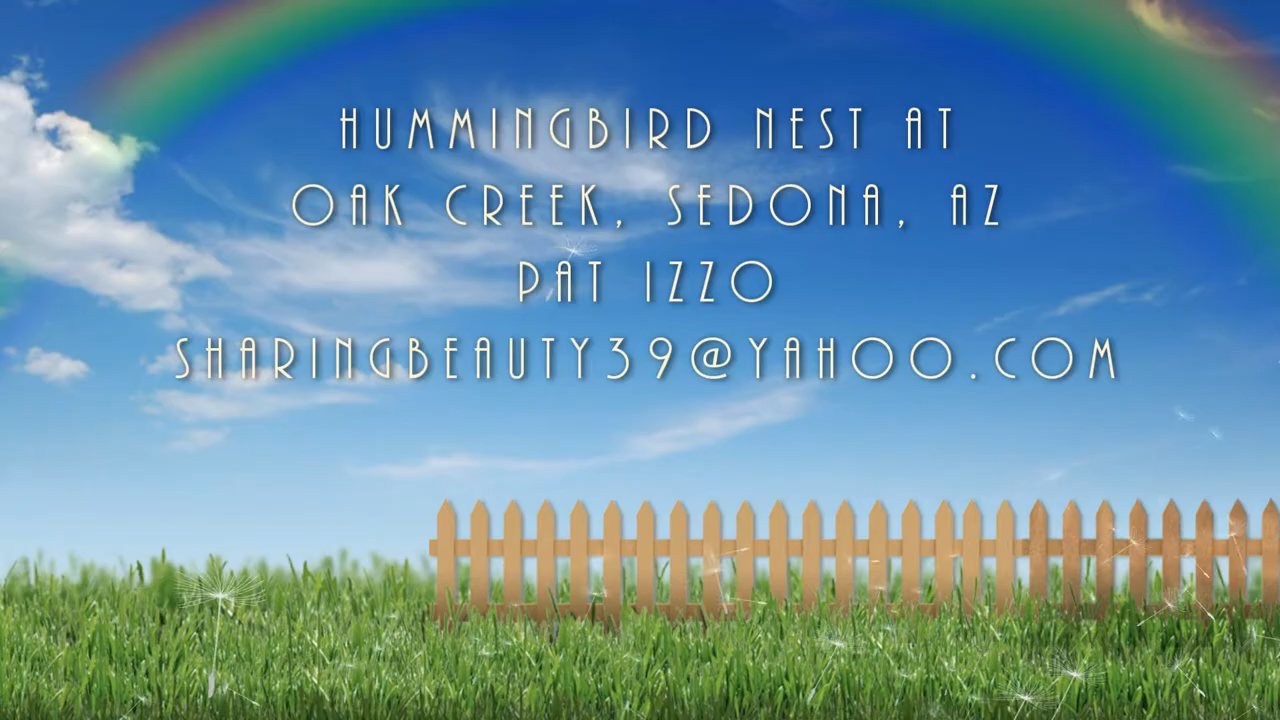 HUMMINGBIRD NEST AT
OAK CREEK, SEDONA, AZ
PAT IZZO
SHARINGBEAUTY39@YAHOO.COM